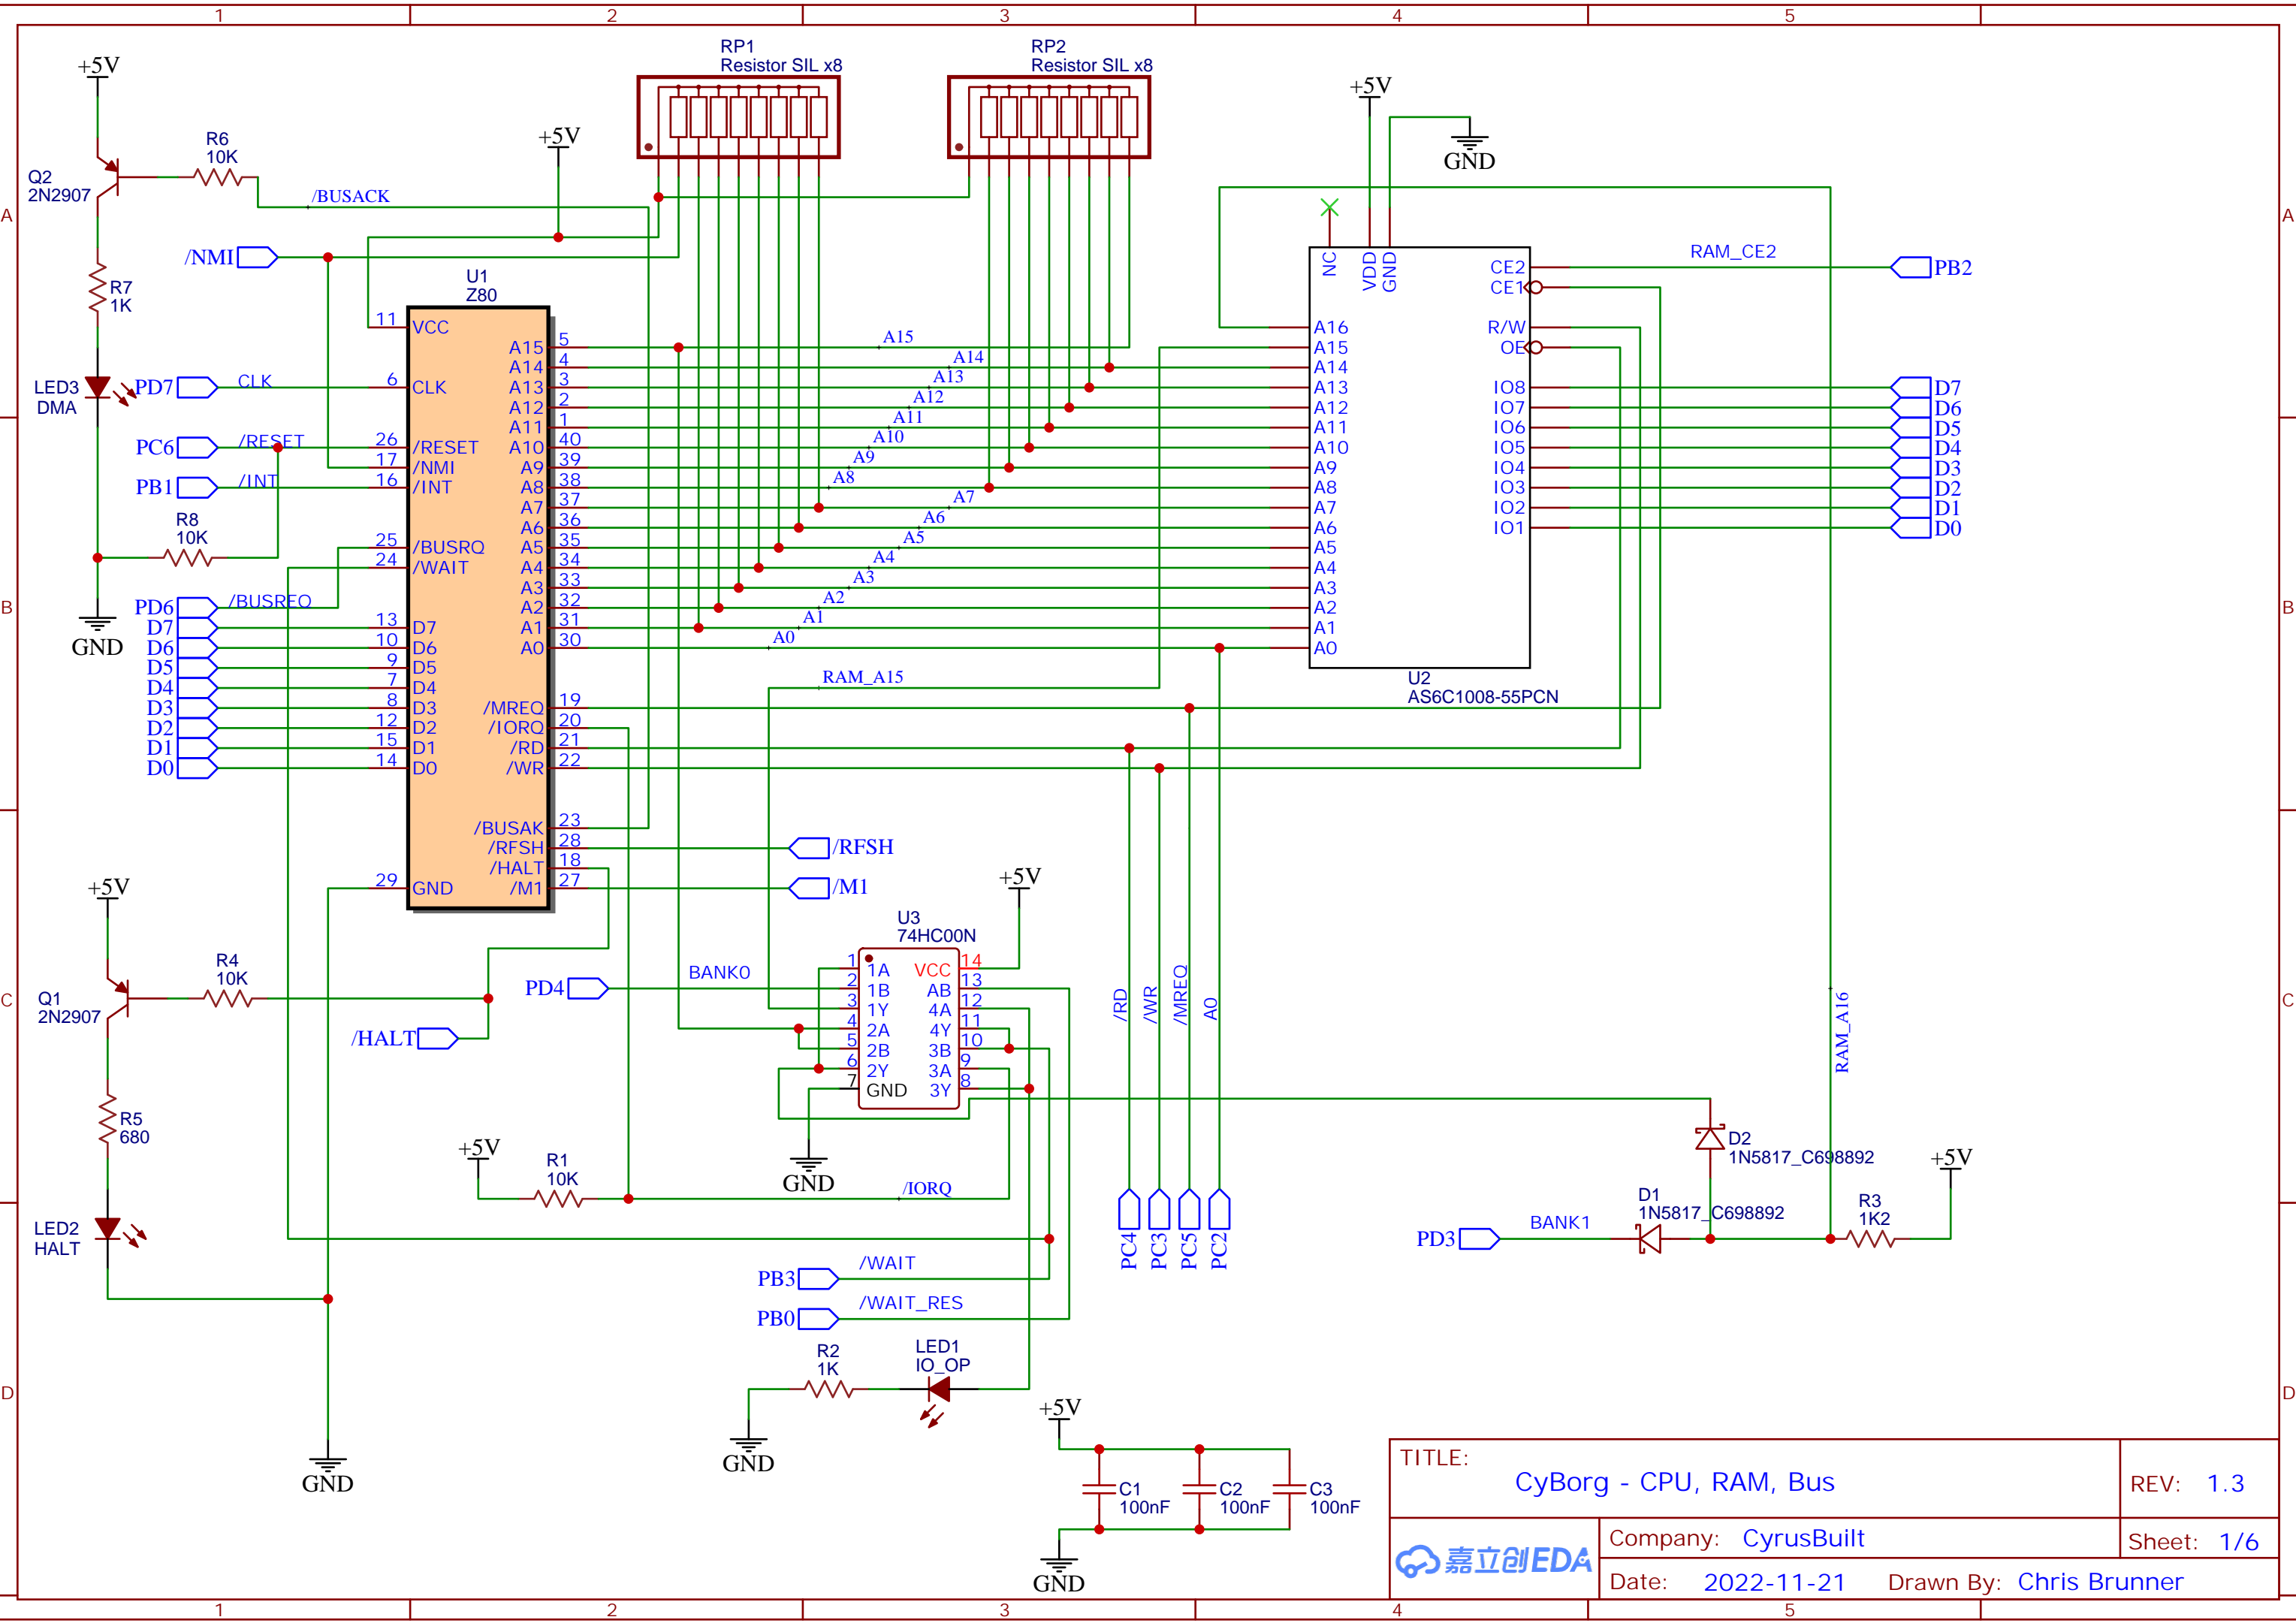 1 2 3 4 5
A
B
C
D
A
B
C
D
+5V
R6
10K
Q2
2N2907
/BUSACK
/NMI
R7
1K
LED3
DMA
PD7
CLK
PC6
/RESET
PB1
/INT
R8
10K
GND
PD6
/BUSREQ
D7
D6
D5
D4
D3
D2
D1
D0
+5V
RP1
Resistor SIL x8
RP2
Resistor SIL x8
U1
Z80
11 VCC
6 CLK
26 /RESET
17 /NMI
16 /INT
25 /BUSRQ
24 /WAIT
13 D7
10 D6
9 D5
7 D4
8 D3
12 D2
15 D1
14 D0
29 GND
A15 5
A14 4
A13 3
A12 2
A11 1
A10 40
A9 39
A8 38
A7 37
A6 36
A5 35
A4 34
A3 33
A2 32
A1 31
A0 30
/MREQ 19
/IORQ 20
/RD 21
/WR 22
/BUSAK 23
/RFSH 28
/HALT 18
/M1 27
A15
A14
A13
A12
A11
A10
A9
A8
A7
A6
A5
A4
A3
A2
A1
A0
RAM_A15
/RFSH
/M1
+5V
GND
NC
VDD
GND
A16
A15
A14
A13
A12
A11
A10
A9
A8
A7
A6
A5
A4
A3
A2
A1
A0
CE2
CE1
R/W
OE
IO8
IO7
IO6
IO5
IO4
IO3
IO2
IO1
U2
AS6C1008-55PCN
RAM_CE2
PB2
D7
D6
D5
D4
D3
D2
D1
D0
+5V
R4
10K
Q1
2N2907
/HALT
R5
680
LED2
HALT
GND
+5V
U3
74HC00N
PD4
BANK0
1 1A
2 1B
3 1Y
4 2A
5 2B
6 2Y
7 GND
VCC 14
AB 13
4A 12
4Y 11
3B 10
3A 9
3Y 8
GND
+5V
R1
10K
/IORQ
/RD
/WR
/MREQ
A0
PC4
PC3
PC5
PC2
PB3
/WAIT
PB0
/WAIT_RES
R2
1K
LED1
IO_OP
GND
RAM_A16
D2
1N5817_C698892
D1
1N5817_C698892
PD3
BANK1
R3
1K2
+5V
+5V
C1
100nF
C2
100nF
C3
100nF
GND
TITLE:
CyBorg - CPU, RAM, Bus
REV: 1.3
嘉立创EDA
Company: CyrusBuilt
Sheet: 1/6
Date: 2022-11-21
Drawn By: Chris Brunner
1 2 3 4 5